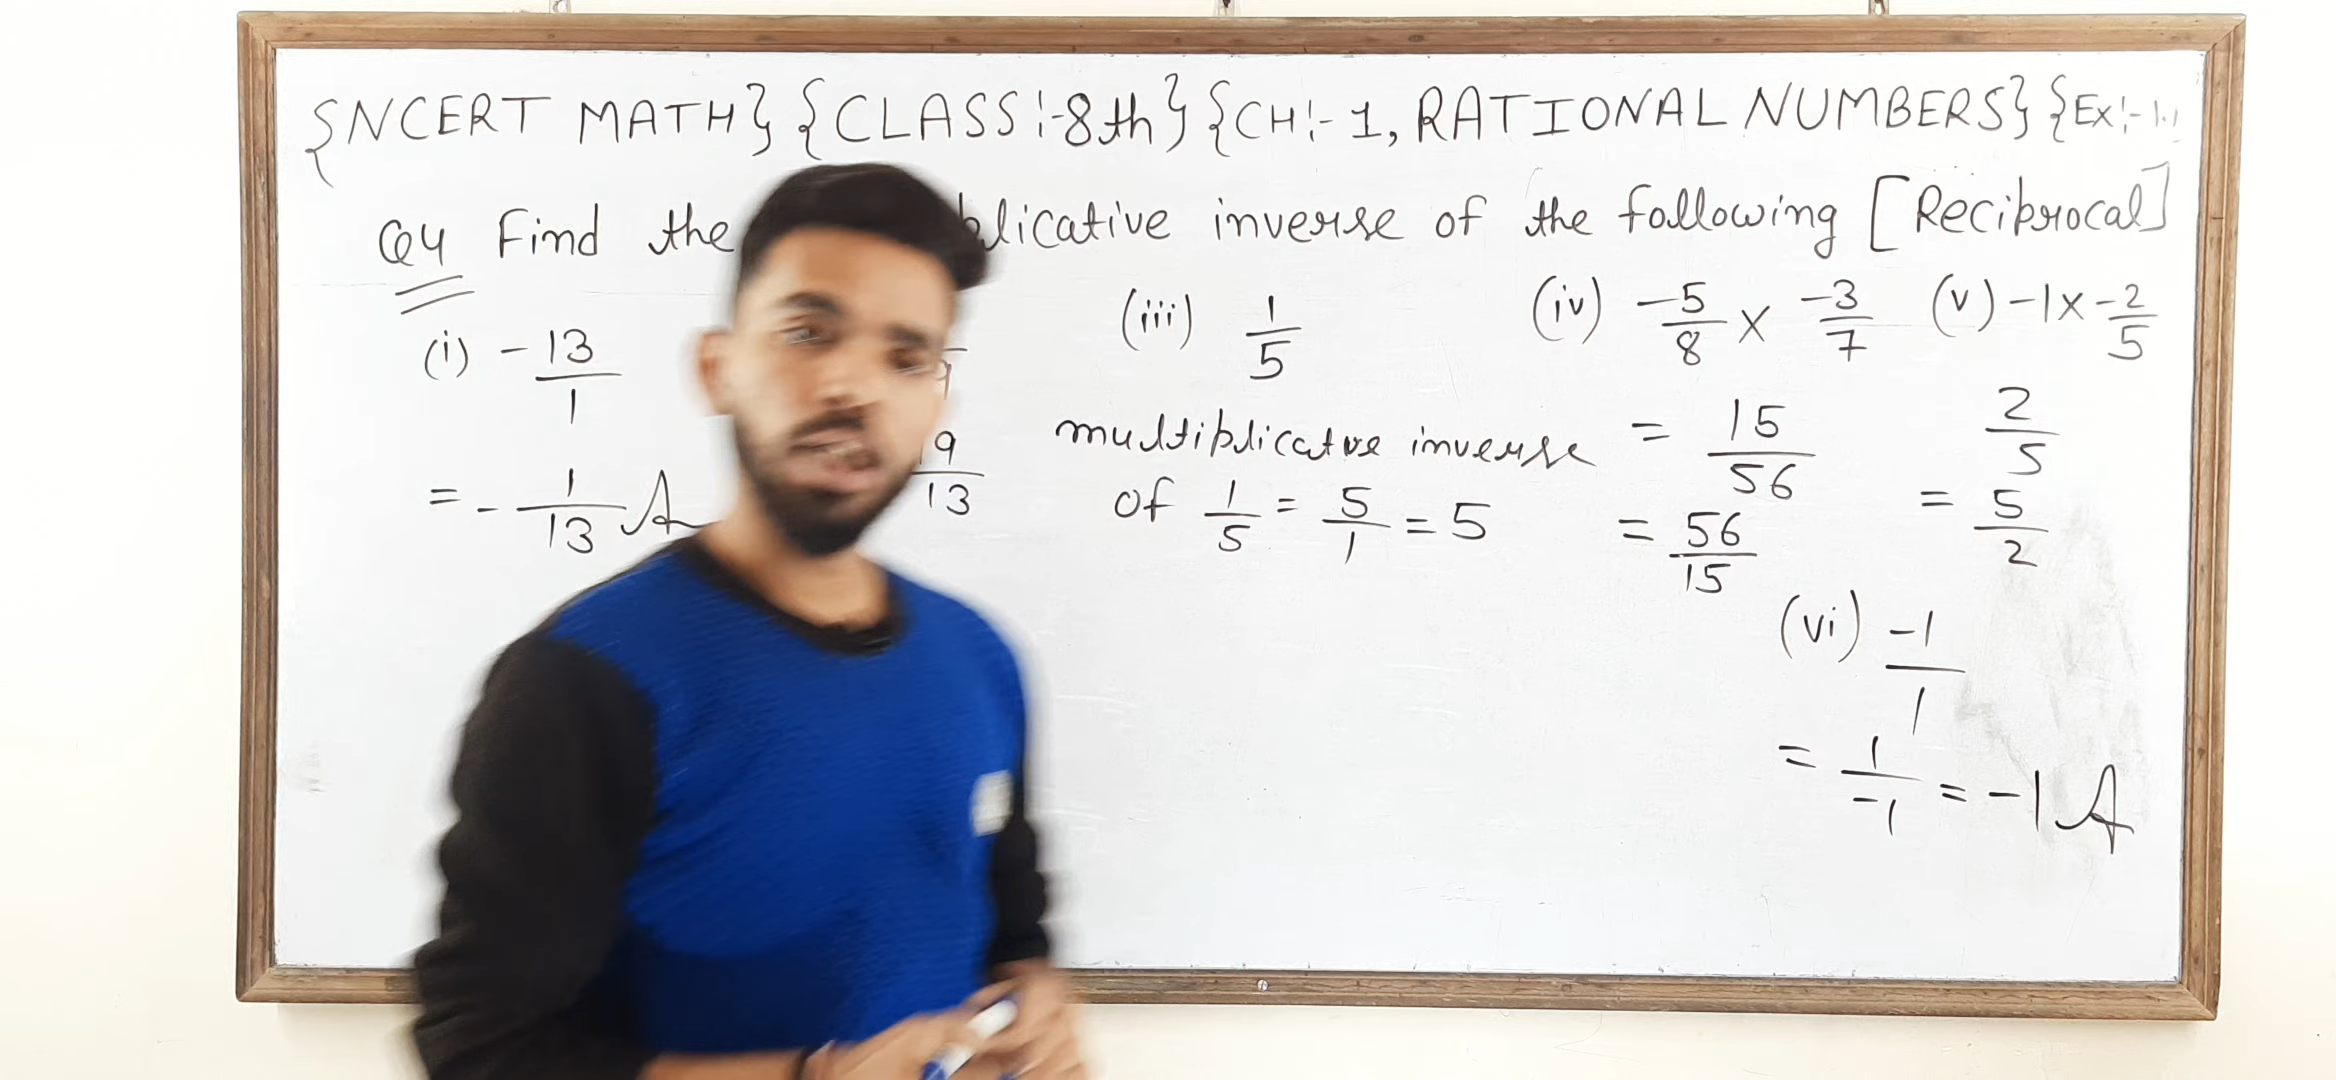 {NCERT MATH} {CLASS:-8th} {CH:-1, RATIONAL NUMBERS} {Ex:-1.1
Q4 Find the plicative inverse of the following [Reciprocal]
(i) -13/1
= -1/13 A
9/13
(iii) 1/5
multiplicative inverse
of 1/5 = 5/1 = 5
(iv) -5/8 × -3/7
= 15/56
= 56/15
(v) -1 × -2/5
2/5
= 5/2
(vi) -1/1
= 1/-1 = -1 A